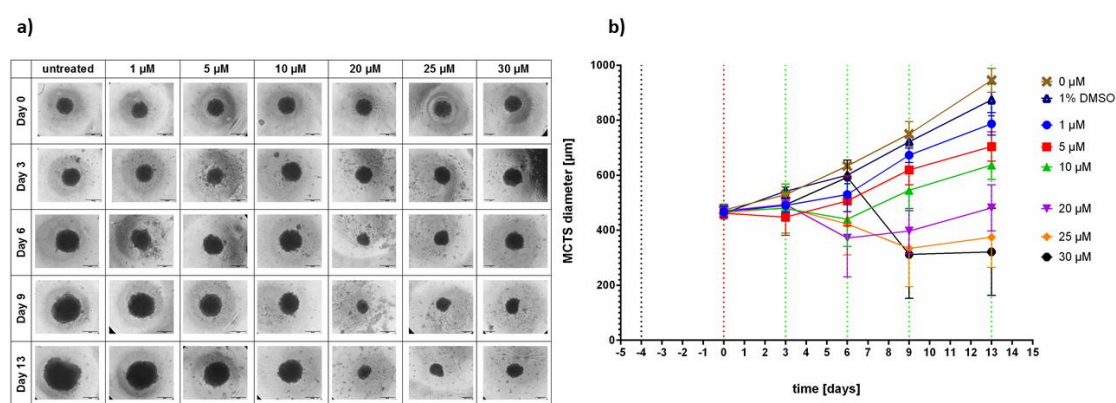 a)
b)
untreated 1 µM 5 µM 10 µM 20 µM 25 µM 30 µM
Day 0
Day 3
Day 6
Day 9
Day 13
MCTS diameter [µm]
1000
800
600
400
200
0
-5 -4 -3 -2 -1 0 1 2 3 4 5 6 7 8 9 10 11 12 13 14 15
time [days]
0 µM
1% DMSO
1 µM
5 µM
10 µM
20 µM
25 µM
30 µM